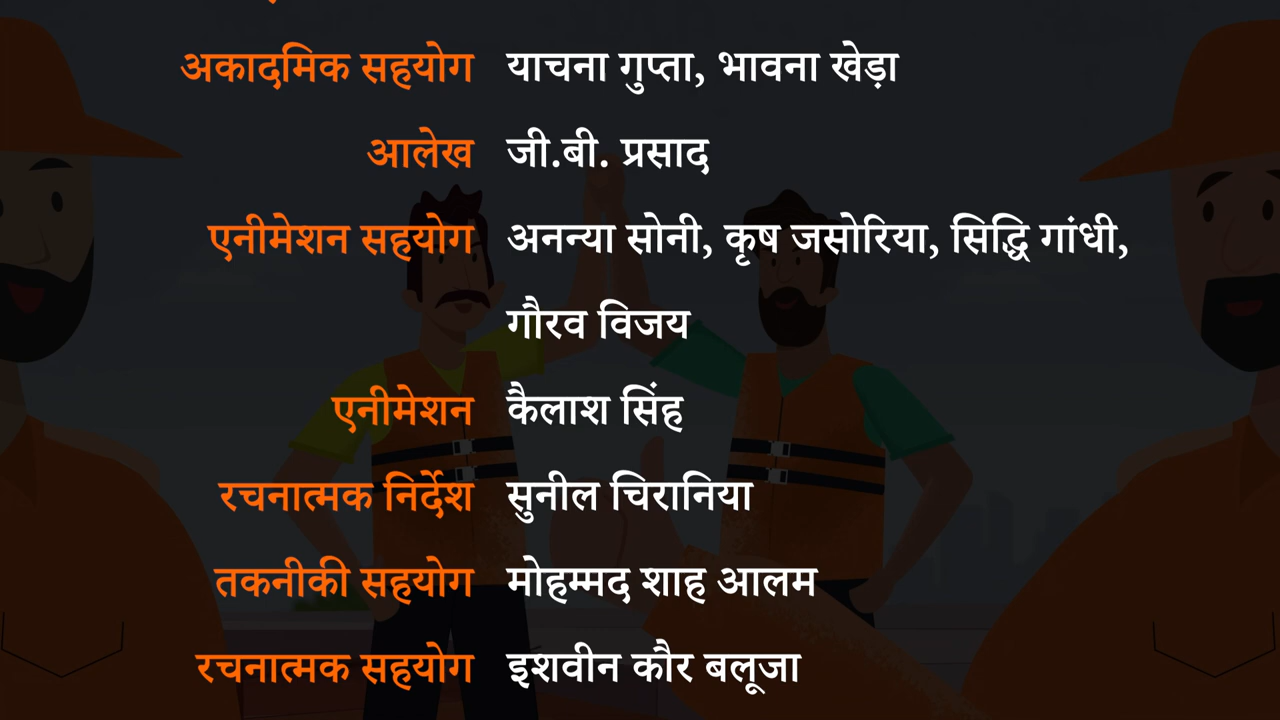 अकादमिक सहयोग याचना गुप्ता, भावना खेड़ा
आलेख जी.बी. प्रसाद
एनीमेशन सहयोग अनन्या सोनी, कृष जसोरिया, सिद्धि गांधी,
गौरव विजय
एनीमेशन कैलाश सिंह
रचनात्मक निर्देश सुनील चिरानिया
तकनीकी सहयोग मोहम्मद शाह आलम
रचनात्मक सहयोग इशवीन कौर बलूजा